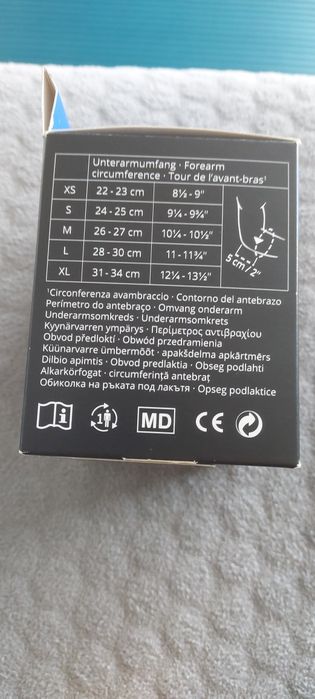 Unterarmumfang · Forearm
circumference · Tour de l'avant-bras¹
XS 22 - 23 cm 8½ - 9"
S 24 - 25 cm 9¼ - 9¾"
M 26 - 27 cm 10¼ - 10½"
L 28 - 30 cm 11 - 11¾"
XL 31 - 34 cm 12¼ - 13½"
5 cm / 2"
¹Circonferenza avambraccio · Contorno del antebrazo
Perímetro do antebraço · Omvang onderarm
Underarmsomkreds · Underarmsomkrets
Kyynärvarren ympärys · Περίμετρος αντιβραχίου
Obvod předloktí · Obwód przedramienia
Küünarvarre ümbermõõt · apakšdelma apkārtmērs
Dilbio apimtis · Obvod predlaktia · Opseg podlahti
Alkarkörfogat · circumferință antebraț
Обиколка на ръката под лакътя · Opseg podlaktice
i 1 MD CE